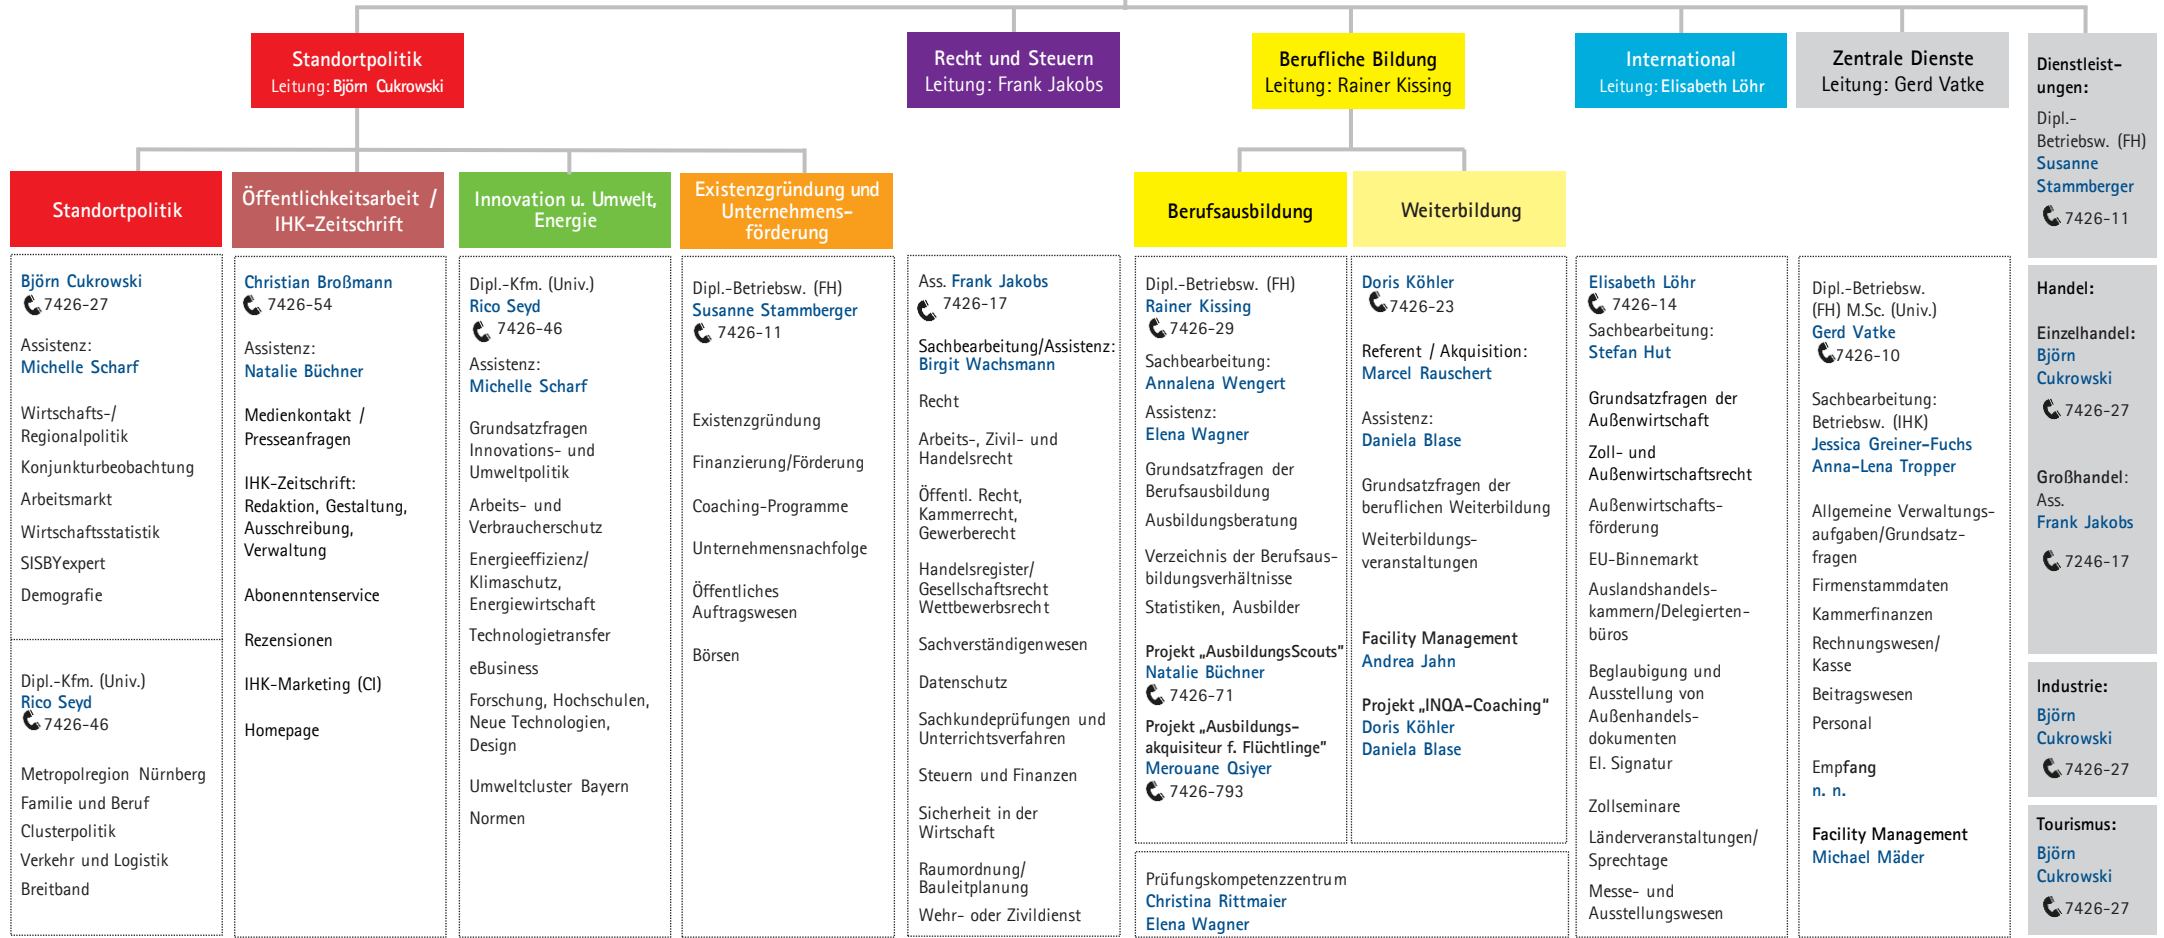 Standortpolitik
Leitung: Björn Cukrowski
Recht und Steuern
Leitung: Frank Jakobs
Berufliche Bildung
Leitung: Rainer Kissing
International
Leitung: Elisabeth Löhr
Zentrale Dienste
Leitung: Gerd Vatke
Standortpolitik
Öffentlichkeitsarbeit /
IHK-Zeitschrift
Innovation u. Umwelt,
Energie
Existenzgründung und
Unternehmens-
förderung
Berufsausbildung
Weiterbildung
Björn Cukrowski
7426-27
Assistenz:
Michelle Scharf
Wirtschafts-/
Regionalpolitik
Konjunkturbeobachtung
Arbeitsmarkt
Wirtschaftsstatistik
SISBYexpert
Demografie
Dipl.-Kfm. (Univ.)
Rico Seyd
7426-46
Metropolregion Nürnberg
Familie und Beruf
Clusterpolitik
Verkehr und Logistik
Breitband
Christian Broßmann
7426-54
Assistenz:
Natalie Büchner
Medienkontakt /
Presseanfragen
IHK-Zeitschrift:
Redaktion, Gestaltung,
Ausschreibung,
Verwaltung
Abonenntenservice
Rezensionen
IHK-Marketing (CI)
Homepage
Dipl.-Kfm. (Univ.)
Rico Seyd
7426-46
Assistenz:
Michelle Scharf
Grundsatzfragen
Innovations- und
Umweltpolitik
Arbeits- und
Verbraucherschutz
Energieeffizienz/
Klimaschutz,
Energiewirtschaft
Technologietransfer
eBusiness
Forschung, Hochschulen,
Neue Technologien,
Design
Umweltcluster Bayern
Normen
Dipl.-Betriebsw. (FH)
Susanne Stammberger
7426-11
Existenzgründung
Finanzierung/Förderung
Coaching-Programme
Unternehmensnachfolge
Öffentliches
Auftragswesen
Börsen
Ass. Frank Jakobs
7426-17
Sachbearbeitung/Assistenz:
Birgit Wachsmann
Recht
Arbeits-, Zivil- und
Handelsrecht
Öffentl. Recht,
Kammerrecht,
Gewerberecht
Handelsregister/
Gesellschaftsrecht
Wettbewerbsrecht
Sachverständigenwesen
Datenschutz
Sachkundeprüfungen und
Unterrichtsverfahren
Steuern und Finanzen
Sicherheit in der
Wirtschaft
Raumordnung/
Bauleitplanung
Wehr- oder Zivildienst
Dipl.-Betriebsw. (FH)
Rainer Kissing
7426-29
Sachbearbeitung:
Annalena Wengert
Assistenz:
Elena Wagner
Grundsatzfragen der
Berufsausbildung
Ausbildungsberatung
Verzeichnis der Berufsaus-
bildungsverhältnisse
Statistiken, Ausbilder
Projekt „AusbildungsScouts"
Natalie Büchner
7426-71
Projekt „Ausbildungs-
akquisiteur f. Flüchtlinge"
Merouane Qsiyer
7426-793
Doris Köhler
7426-23
Referent / Akquisition:
Marcel Rauschert
Assistenz:
Daniela Blase
Grundsatzfragen der
beruflichen Weiterbildung
Weiterbildungs-
veranstaltungen
Facility Management
Andrea Jahn
Projekt „INQA-Coaching"
Doris Köhler
Daniela Blase
Prüfungskompetenzzentrum
Christina Rittmaier
Elena Wagner
Elisabeth Löhr
7426-14
Sachbearbeitung:
Stefan Hut
Grundsatzfragen der
Außenwirtschaft
Zoll- und
Außenwirtschaftsrecht
Außenwirtschafts-
förderung
EU-Binnemarkt
Auslandshandels-
kammern/Delegierten-
büros
Beglaubigung und
Ausstellung von
Außenhandels-
dokumenten
El. Signatur
Zollseminare
Länderveranstaltungen/
Sprechtage
Messe- und
Ausstellungswesen
Dipl.-Betriebsw.
(FH) M.Sc. (Univ.)
Gerd Vatke
7426-10
Sachbearbeitung:
Betriebsw. (IHK)
Jessica Greiner-Fuchs
Anna-Lena Tropper
Allgemeine Verwaltungs-
aufgaben/Grundsatz-
fragen
Firmenstammdaten
Kammerfinanzen
Rechnungswesen/
Kasse
Beitragswesen
Personal
Empfang
n. n.
Facility Management
Michael Mäder
Dienstleist-
ungen:
Dipl.-
Betriebsw. (FH)
Susanne
Stammberger
7426-11
Handel:
Einzelhandel:
Björn
Cukrowski
7426-27
Großhandel:
Ass.
Frank Jakobs
7246-17
Industrie:
Björn
Cukrowski
7426-27
Tourismus:
Björn
Cukrowski
7426-27